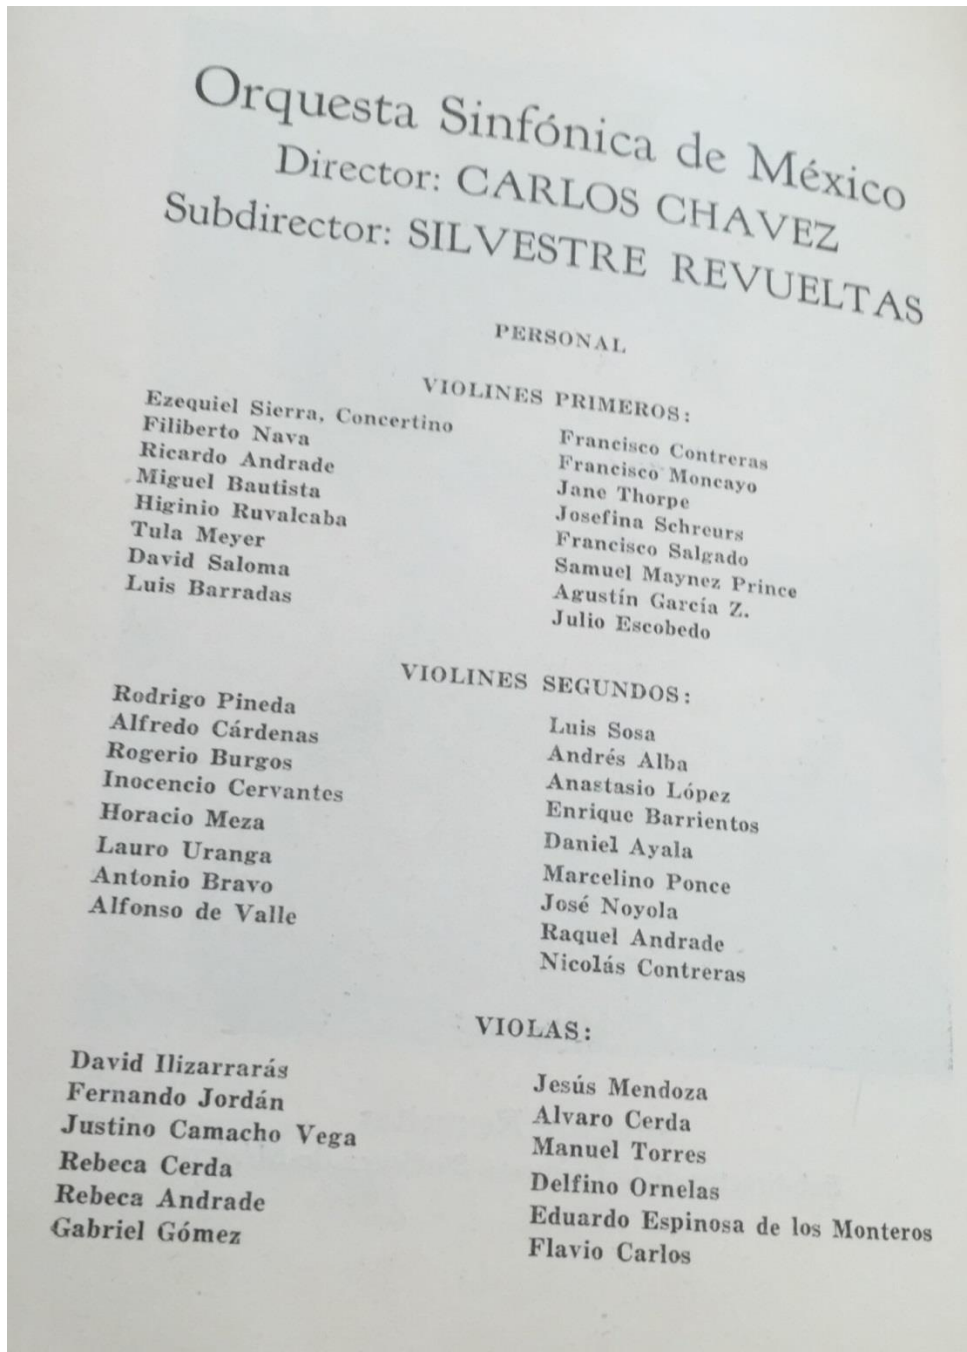 Orquesta Sinfónica de México
Director: CARLOS CHAVEZ
Subdirector: SILVESTRE REVUELTAS
PERSONAL
VIOLINES PRIMEROS:
Ezequiel Sierra, Concertino
Filiberto Nava
Ricardo Andrade
Miguel Bautista
Higinio Ruvalcaba
Tula Meyer
David Saloma
Luis Barradas
Francisco Contreras
Francisco Moncayo
Jane Thorpe
Josefina Schreurs
Francisco Salgado
Samuel Maynez Prince
Agustín García Z.
Julio Escobedo
VIOLINES SEGUNDOS:
Rodrigo Pineda
Alfredo Cárdenas
Rogerio Burgos
Inocencio Cervantes
Horacio Meza
Lauro Uranga
Antonio Bravo
Alfonso de Valle
Luis Sosa
Andrés Alba
Anastasio López
Enrique Barrientos
Daniel Ayala
Marcelino Ponce
José Noyola
Raquel Andrade
Nicolás Contreras
VIOLAS:
David Ilizarrarás
Fernando Jordán
Justino Camacho Vega
Rebeca Cerda
Rebeca Andrade
Gabriel Gómez
Jesús Mendoza
Alvaro Cerda
Manuel Torres
Delfino Ornelas
Eduardo Espinosa de los Monteros
Flavio Carlos